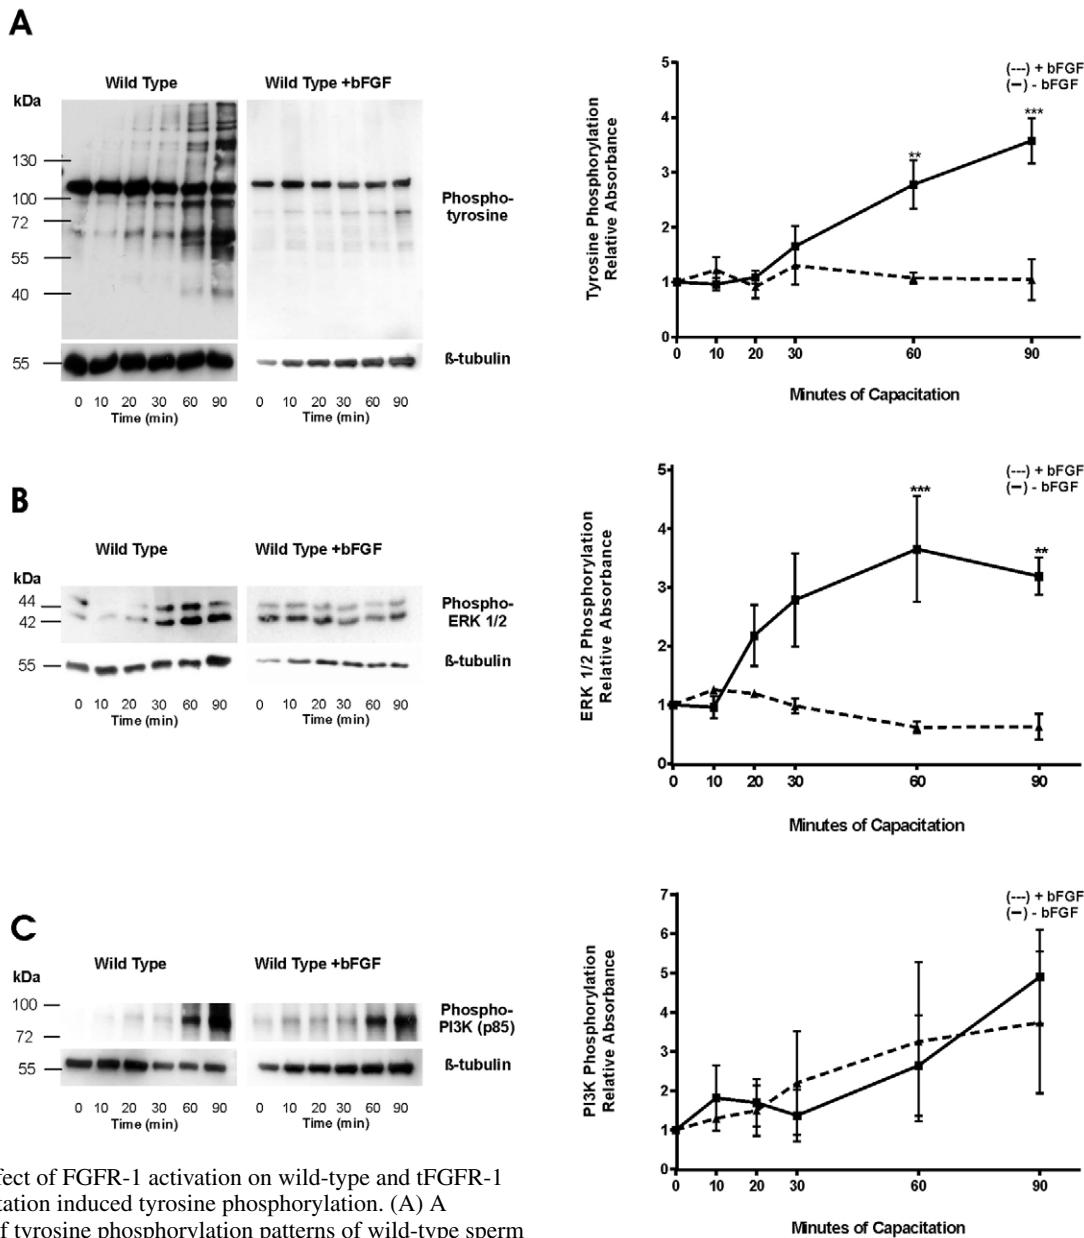 A
Wild Type
Wild Type +bFGF
kDa
130
100
72
55
40
Phospho-
tyrosine
55
ß-tubulin
0 10 20 30 60 90
Time (min)
0 10 20 30 60 90
Time (min)
5
4
3
2
1
0
Tyrosine Phosphorylation
Relative Absorbance
(---) + bFGF
(–) - bFGF
**
***
0 10 20 30 60 90
Minutes of Capacitation
B
Wild Type
Wild Type +bFGF
kDa
44
42
Phospho-
ERK 1/2
55
ß-tubulin
0 10 20 30 60 90
Time (min)
0 10 20 30 60 90
Time (min)
5
4
3
2
1
0
ERK 1/2 Phosphorylation
Relative Absorbance
(---) + bFGF
(–) - bFGF
***
**
0 10 20 30 60 90
Minutes of Capacitation
C
Wild Type
Wild Type +bFGF
kDa
100
72
Phospho-
PI3K (p85)
55
ß-tubulin
0 10 20 30 60 90
Time (min)
0 10 20 30 60 90
Time (min)
7
6
5
4
3
2
1
0
PI3K Phosphorylation
Relative Absorbance
(---) + bFGF
(–) - bFGF
0 10 20 30 60 90
Minutes of Capacitation
fect of FGFR-1 activation on wild-type and tFGFR-1
tation induced tyrosine phosphorylation. (A) A
f tyrosine phosphorylation patterns of wild-type sperm